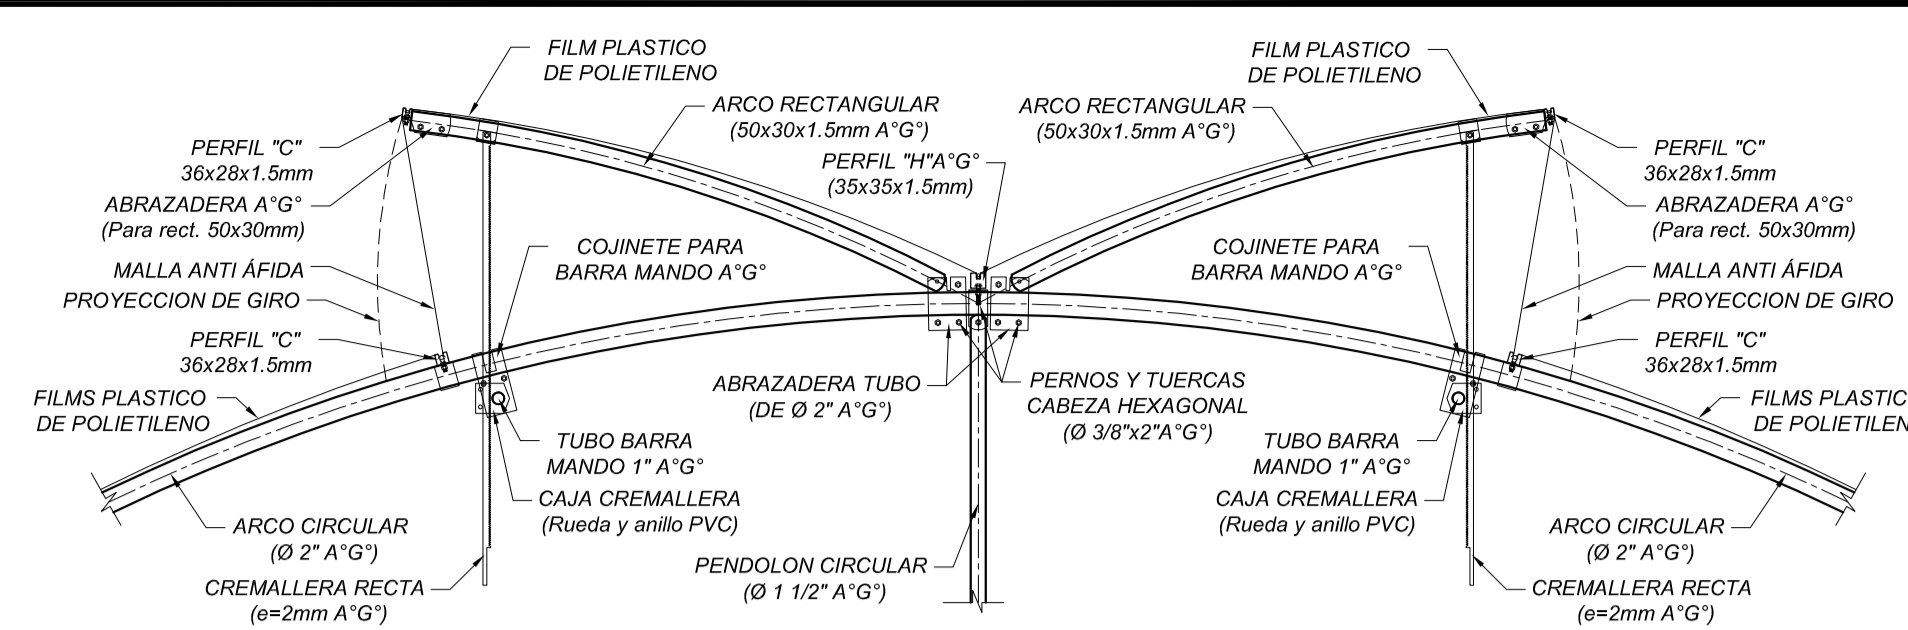 FILM PLASTICO
DE POLIETILENO
ARCO RECTANGULAR
(50x30x1.5mm A°G°)
PERFIL "C"
36x28x1.5mm
ABRAZADERA A°G°
(Para rect. 50x30mm)
MALLA ANTI ÁFIDA
PROYECCION DE GIRO
PERFIL "C"
36x28x1.5mm
FILMS PLASTICO
DE POLIETILENO
COJINETE PARA
BARRA MANDO A°G°
TUBO BARRA
MANDO 1" A°G°
CAJA CREMALLERA
(Rueda y anillo PVC)
ARCO CIRCULAR
(Ø 2" A°G°)
CREMALLERA RECTA
(e=2mm A°G°)
PERFIL "H"A°G°
(35x35x1.5mm)
ABRAZADERA TUBO
(DE Ø 2" A°G°)
PERNOS Y TUERCAS
CABEZA HEXAGONAL
(Ø 3/8"x2"A°G°)
PENDOLON CIRCULAR
(Ø 1 1/2" A°G°)
FILM PLASTICO
DE POLIETILENO
ARCO RECTANGULAR
(50x30x1.5mm A°G°)
PERFIL "C"
36x28x1.5mm
ABRAZADERA A°G°
(Para rect. 50x30mm)
COJINETE PARA
BARRA MANDO A°G°
MALLA ANTI ÁFIDA
PROYECCION DE GIRO
PERFIL "C"
36x28x1.5mm
FILMS PLASTIC
DE POLIETILEN
TUBO BARRA
MANDO 1" A°G°
CAJA CREMALLERA
(Rueda y anillo PVC)
ARCO CIRCULAR
(Ø 2" A°G°)
CREMALLERA RECTA
(e=2mm A°G°)